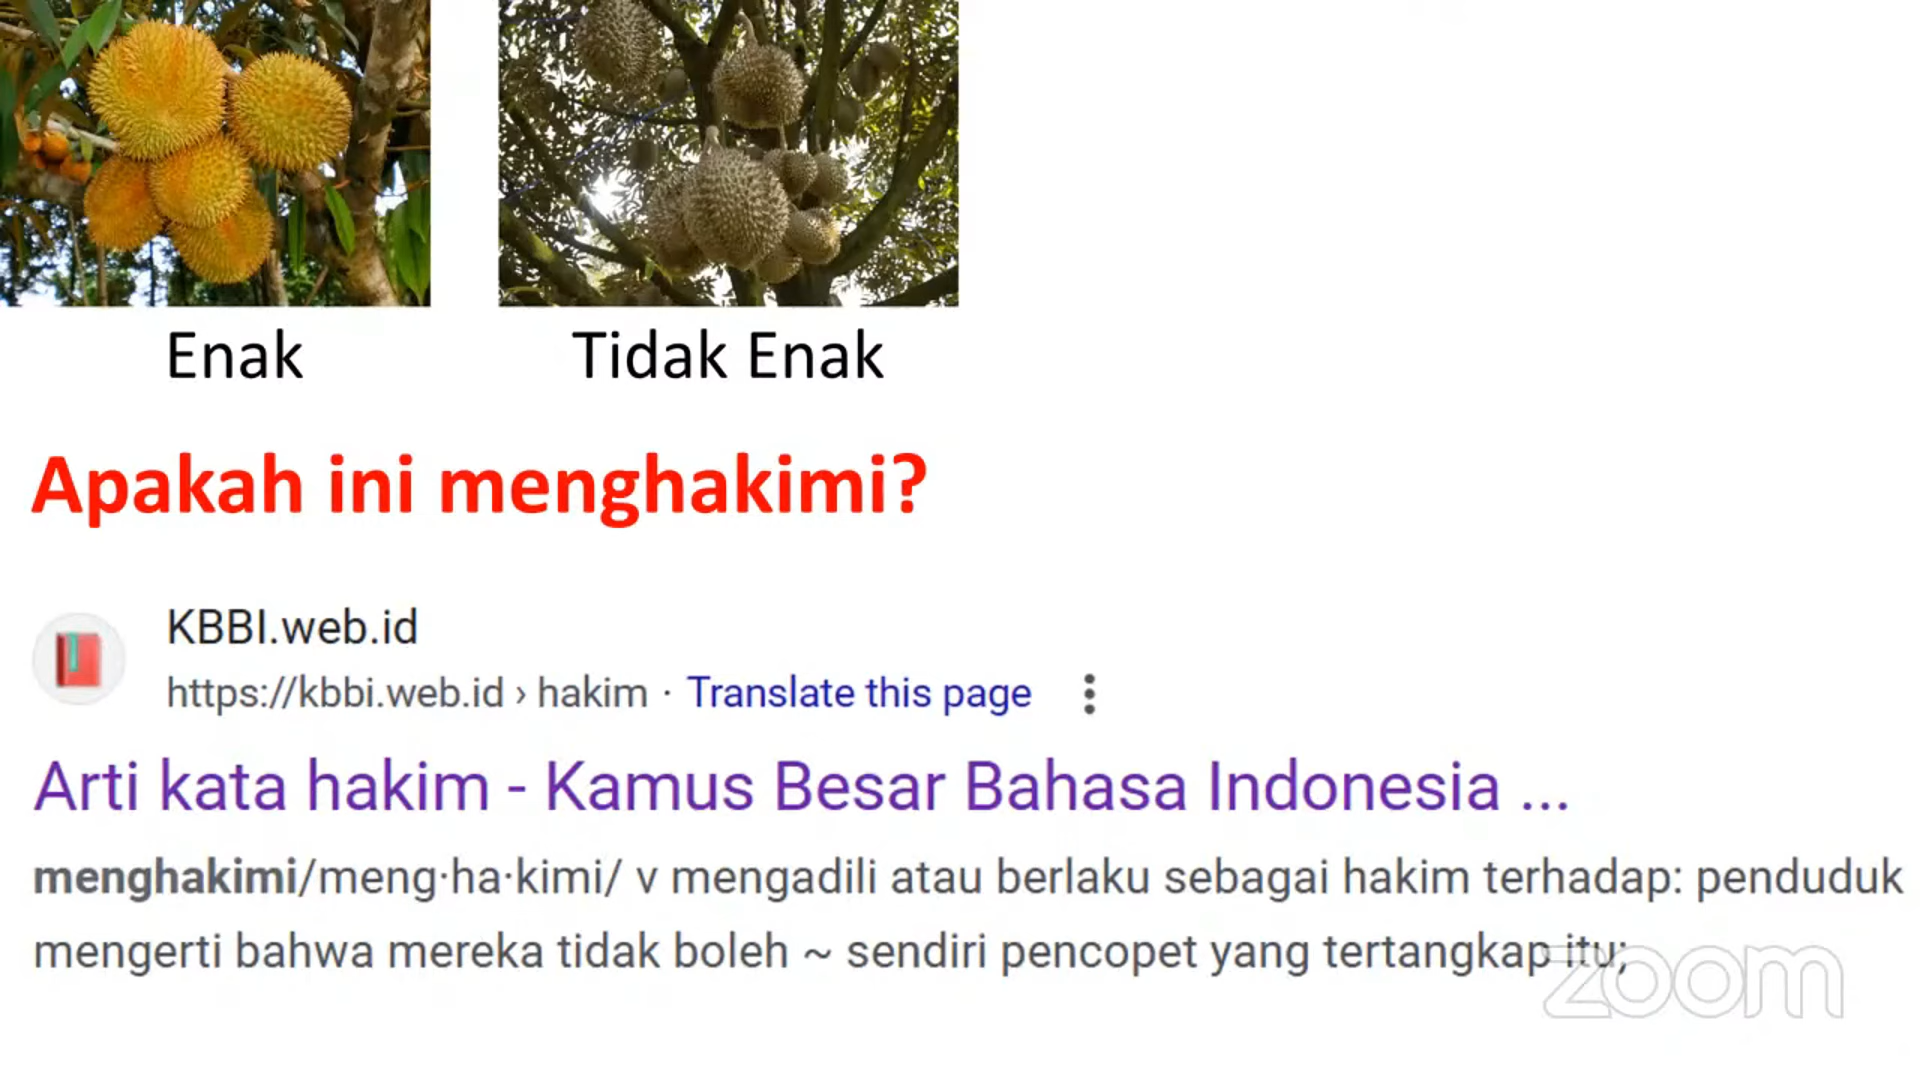 Enak
Tidak Enak
Apakah ini menghakimi?
KBBI.web.id
https://kbbi.web.id › hakim · Translate this page
Arti kata hakim - Kamus Besar Bahasa Indonesia ...
menghakimi/meng·ha·kimi/ v mengadili atau berlaku sebagai hakim terhadap: penduduk
mengerti bahwa mereka tidak boleh ~ sendiri pencopet yang tertangkap itu;
zoom